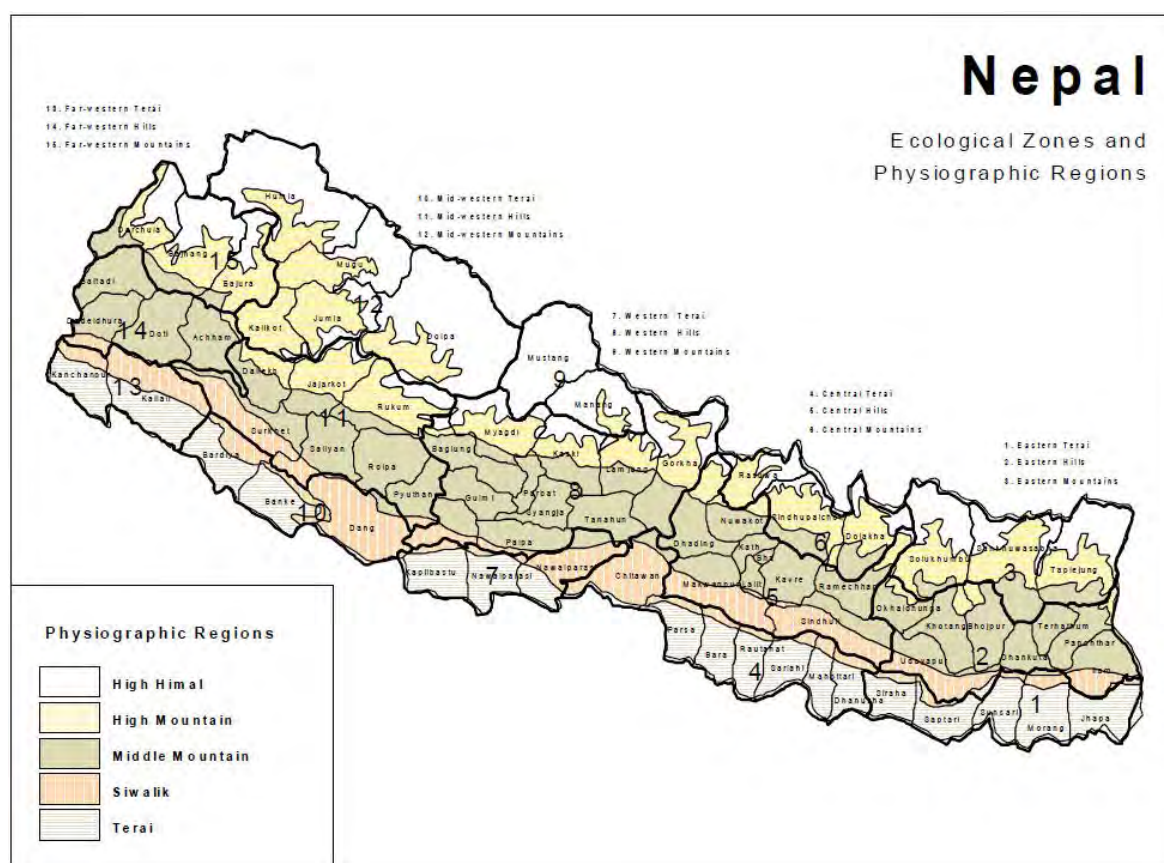 Nepal
Ecological Zones and
Physiographic Regions
13. Far-western Terai
14. Far-western Hills
15. Far-western Mountains
10. Mid-western Terai
11. Mid-western Hills
12. Mid-western Mountains
7. Western Terai
8. Western Hills
9. Western Mountains
4. Central Terai
5. Central Hills
6. Central Mountains
1. Eastern Terai
2. Eastern Hills
3. Eastern Mountains
Humla
Darchula
Bajhang
15
Bajura
Mugu
Baitadi
12
Dadeldhura
14
Doti
Achham
Kalikot
Jumla
Dolpa
Mustang
9
Manang
Kanchanpur
13
Kailali
Dailekh
Jajarkot
Rukum
11
Surkhet
Saliyan
Rolpa
Bardiya
Banke
10
Pyuthan
Dang
Myagdi
Baglung
Kaski
Lamjung
Gorkha
Gulmi
Parbat
8
Syangja
Tanahun
Palpa
Rasuwa
Nuwakot
Sindhupalchok
Dolakha
6
Dhading
Kath
Bha
Kapilbastu
7
Nawalparasi
Nawalparasi
Chitawan
Makwanpur
Lalit
Kavre
Ramechhap
5
Sindhuli
Solukhumbu
Sankhuwasabha
3
Taplejung
Okhaldhunga
Khotang
Bhojpur
Terhathum
Panchthar
Dhankuta
2
Ilam
Udayapur
Parsa
Bara
Rautahat
4
Sarlahi
Mahottari
Dhanusha
Siraha
Saptari
Sunsari
1
Morang
Jhapa
Physiographic Regions
High Himal
High Mountain
Middle Mountain
Siwalik
Terai